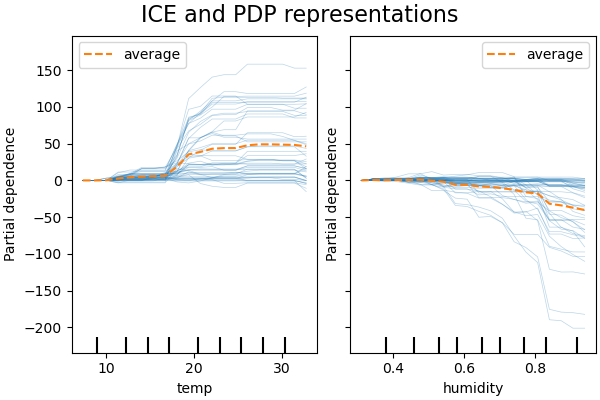 ICE and PDP representations
average
average
150
100
50
0
−50
−100
−150
−200
Partial dependence
Partial dependence
10
20
30
0.4
0.6
0.8
temp
humidity